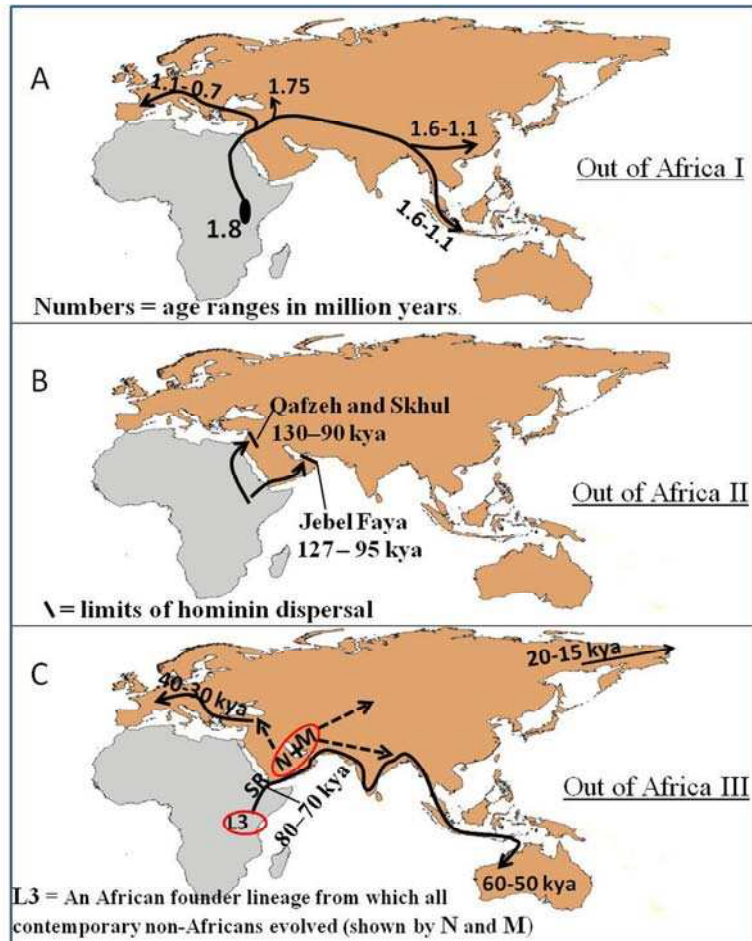 A
1.1-0.7
1.75
1.6-1.1
Out of Africa I
1.6-1.1
1.8
Numbers = age ranges in million years.
B
Qafzeh and Skhul
130–90 kya
Out of Africa II
Jebel Faya
127– 95 kya
\ = limits of hominin dispersal
C
20-15 kya
40-30 kya
N+M
Out of Africa III
SR
L3
80–70 kya
60-50 kya
L3 = An African founder lineage from which all
contemporary non-Africans evolved (shown by N and M)